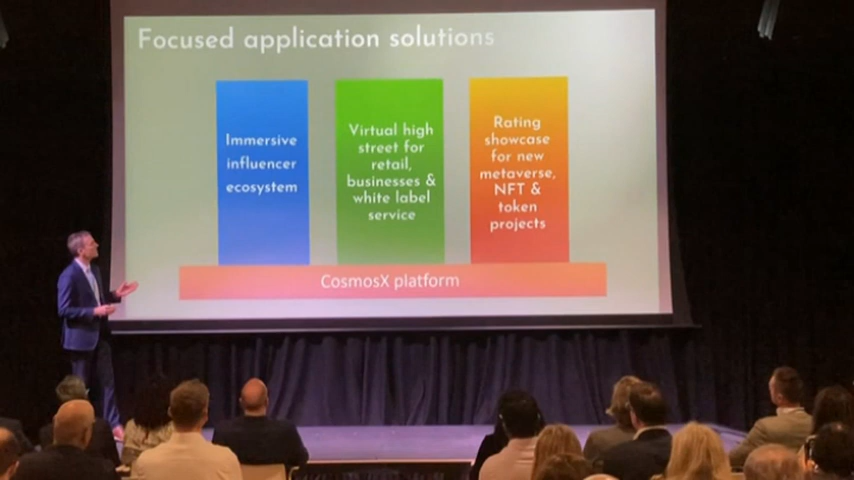 Focused application solutions
Immersive
influencer
ecosystem
Virtual high
street for
retail,
businesses &
white label
service
Rating
showcase
for new
metaverse,
NFT &
token
projects
CosmosX platform